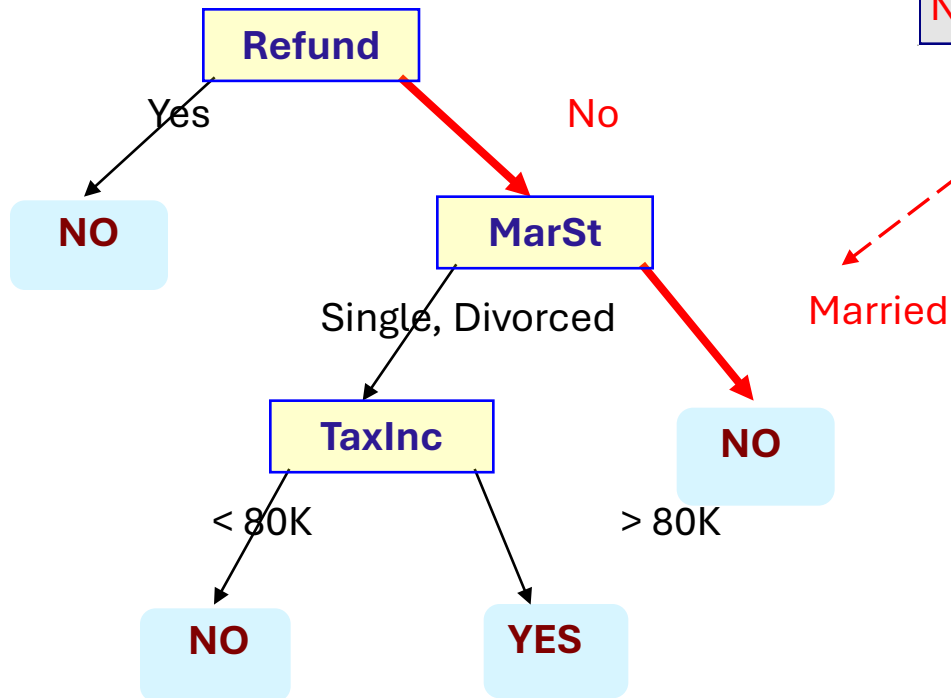 Refund
N
Yes
No
NO
MarSt
Married
Single, Divorced
TaxInc
NO
< 80K
> 80K
NO
YES